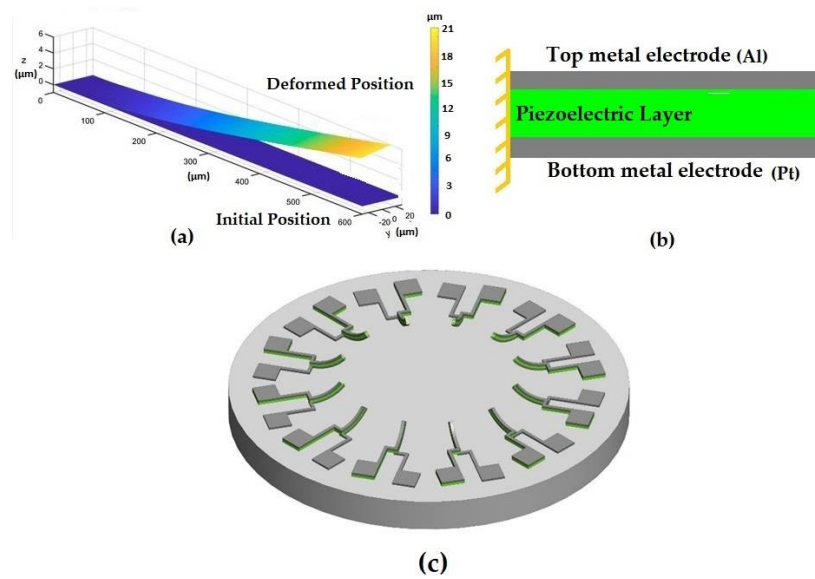 μm
6
4
2
0
z
(μm)
0
100
200
300
(μm)
400
500
600
-20
0
20
y
(μm)
21
18
15
12
9
6
3
0
Deformed Position
Initial Position
(a)
Top metal electrode (Al)
Piezoelectric Layer
Bottom metal electrode (Pt)
(b)
(c)